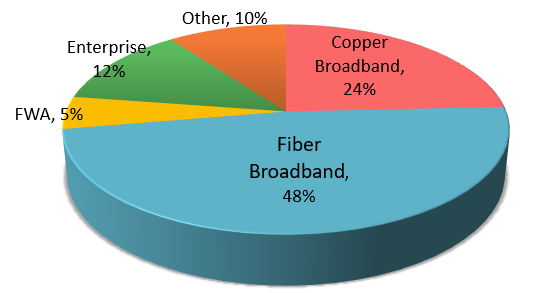 Other, 10%
Copper
Broadband,
24%
Enterprise,
12%
FWA, 5%
Fiber
Broadband,
48%